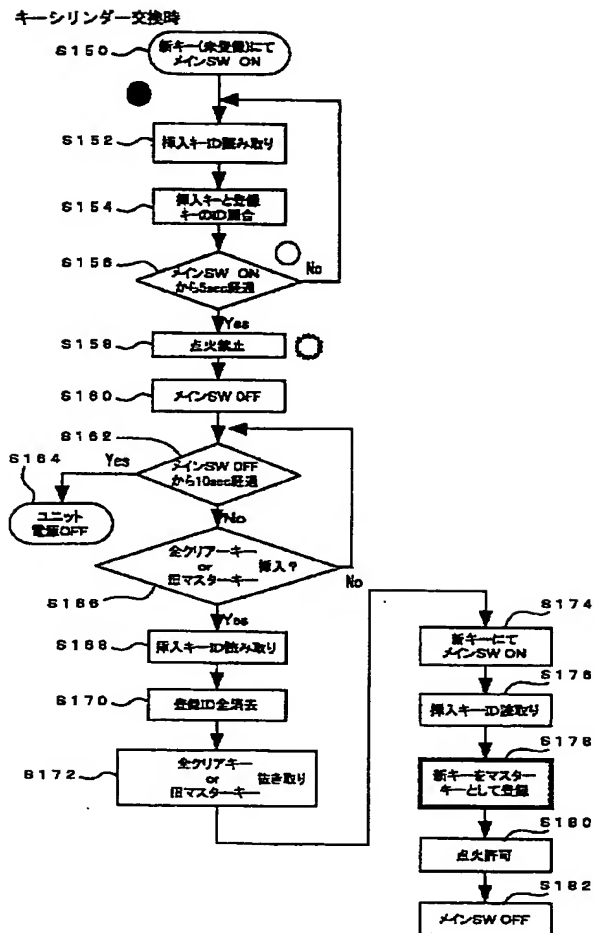 キーシリンダー交換時
S150
新キー(未登録)にて
メインSW ON
S152
挿入キーID読み取り
S154
挿入キーと登録
キーのID照合
S156
メインSW ON
から5sec経過
No
Yes
S158
点火禁止
S160
メインSW OFF
S162
メインSW OFF
から10sec経過
Yes
S164
ユニット
電源OFF
No
全クリアーキー
or 挿入?
旧マスターキー
No
S166
Yes
S168
挿入キーID読み取り
S170
登録ID全消去
S172
全クリアキー
or 抜き取り
旧マスターキー
S174
新キーにて
メインSW ON
S176
挿入キーID読取り
S178
新キーをマスター
キーとして登録
S180
点火許可
S182
メインSW OFF